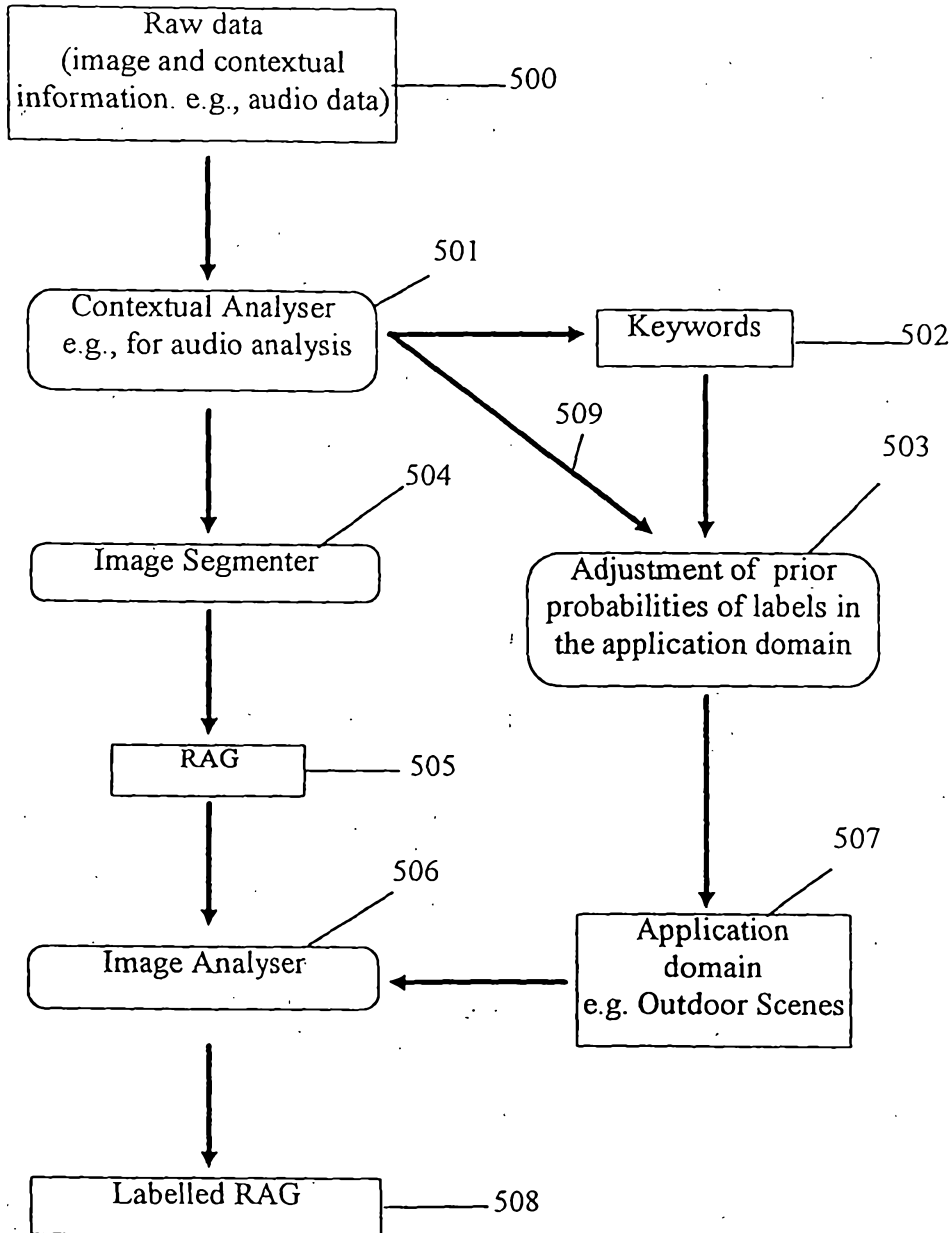 Raw data
(image and contextual
information. e.g., audio data)
500
501
Contextual Analyser
e.g., for audio analysis
Keywords
502
509
503
504
Image Segmenter
Adjustment of prior
probabilities of labels in
the application domain
RAG
505
507
506
Image Analyser
Application
domain
e.g. Outdoor Scenes
Labelled RAG
508